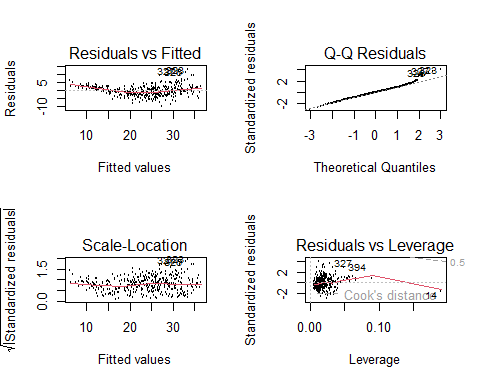 Residuals vs Fitted
Residuals
-10
5
10
20
30
Fitted values
Q-Q Residuals
Standardized residuals
-2
2
-3
-2
-1
0
1
2
3
Theoretical Quantiles
Scale-Location
√|Standardized residuals|
0.0
1.5
10
20
30
Fitted values
Residuals vs Leverage
Standardized residuals
-2
2
4
327
394
14
0.5
Cook's distance
0.00
0.10
Leverage